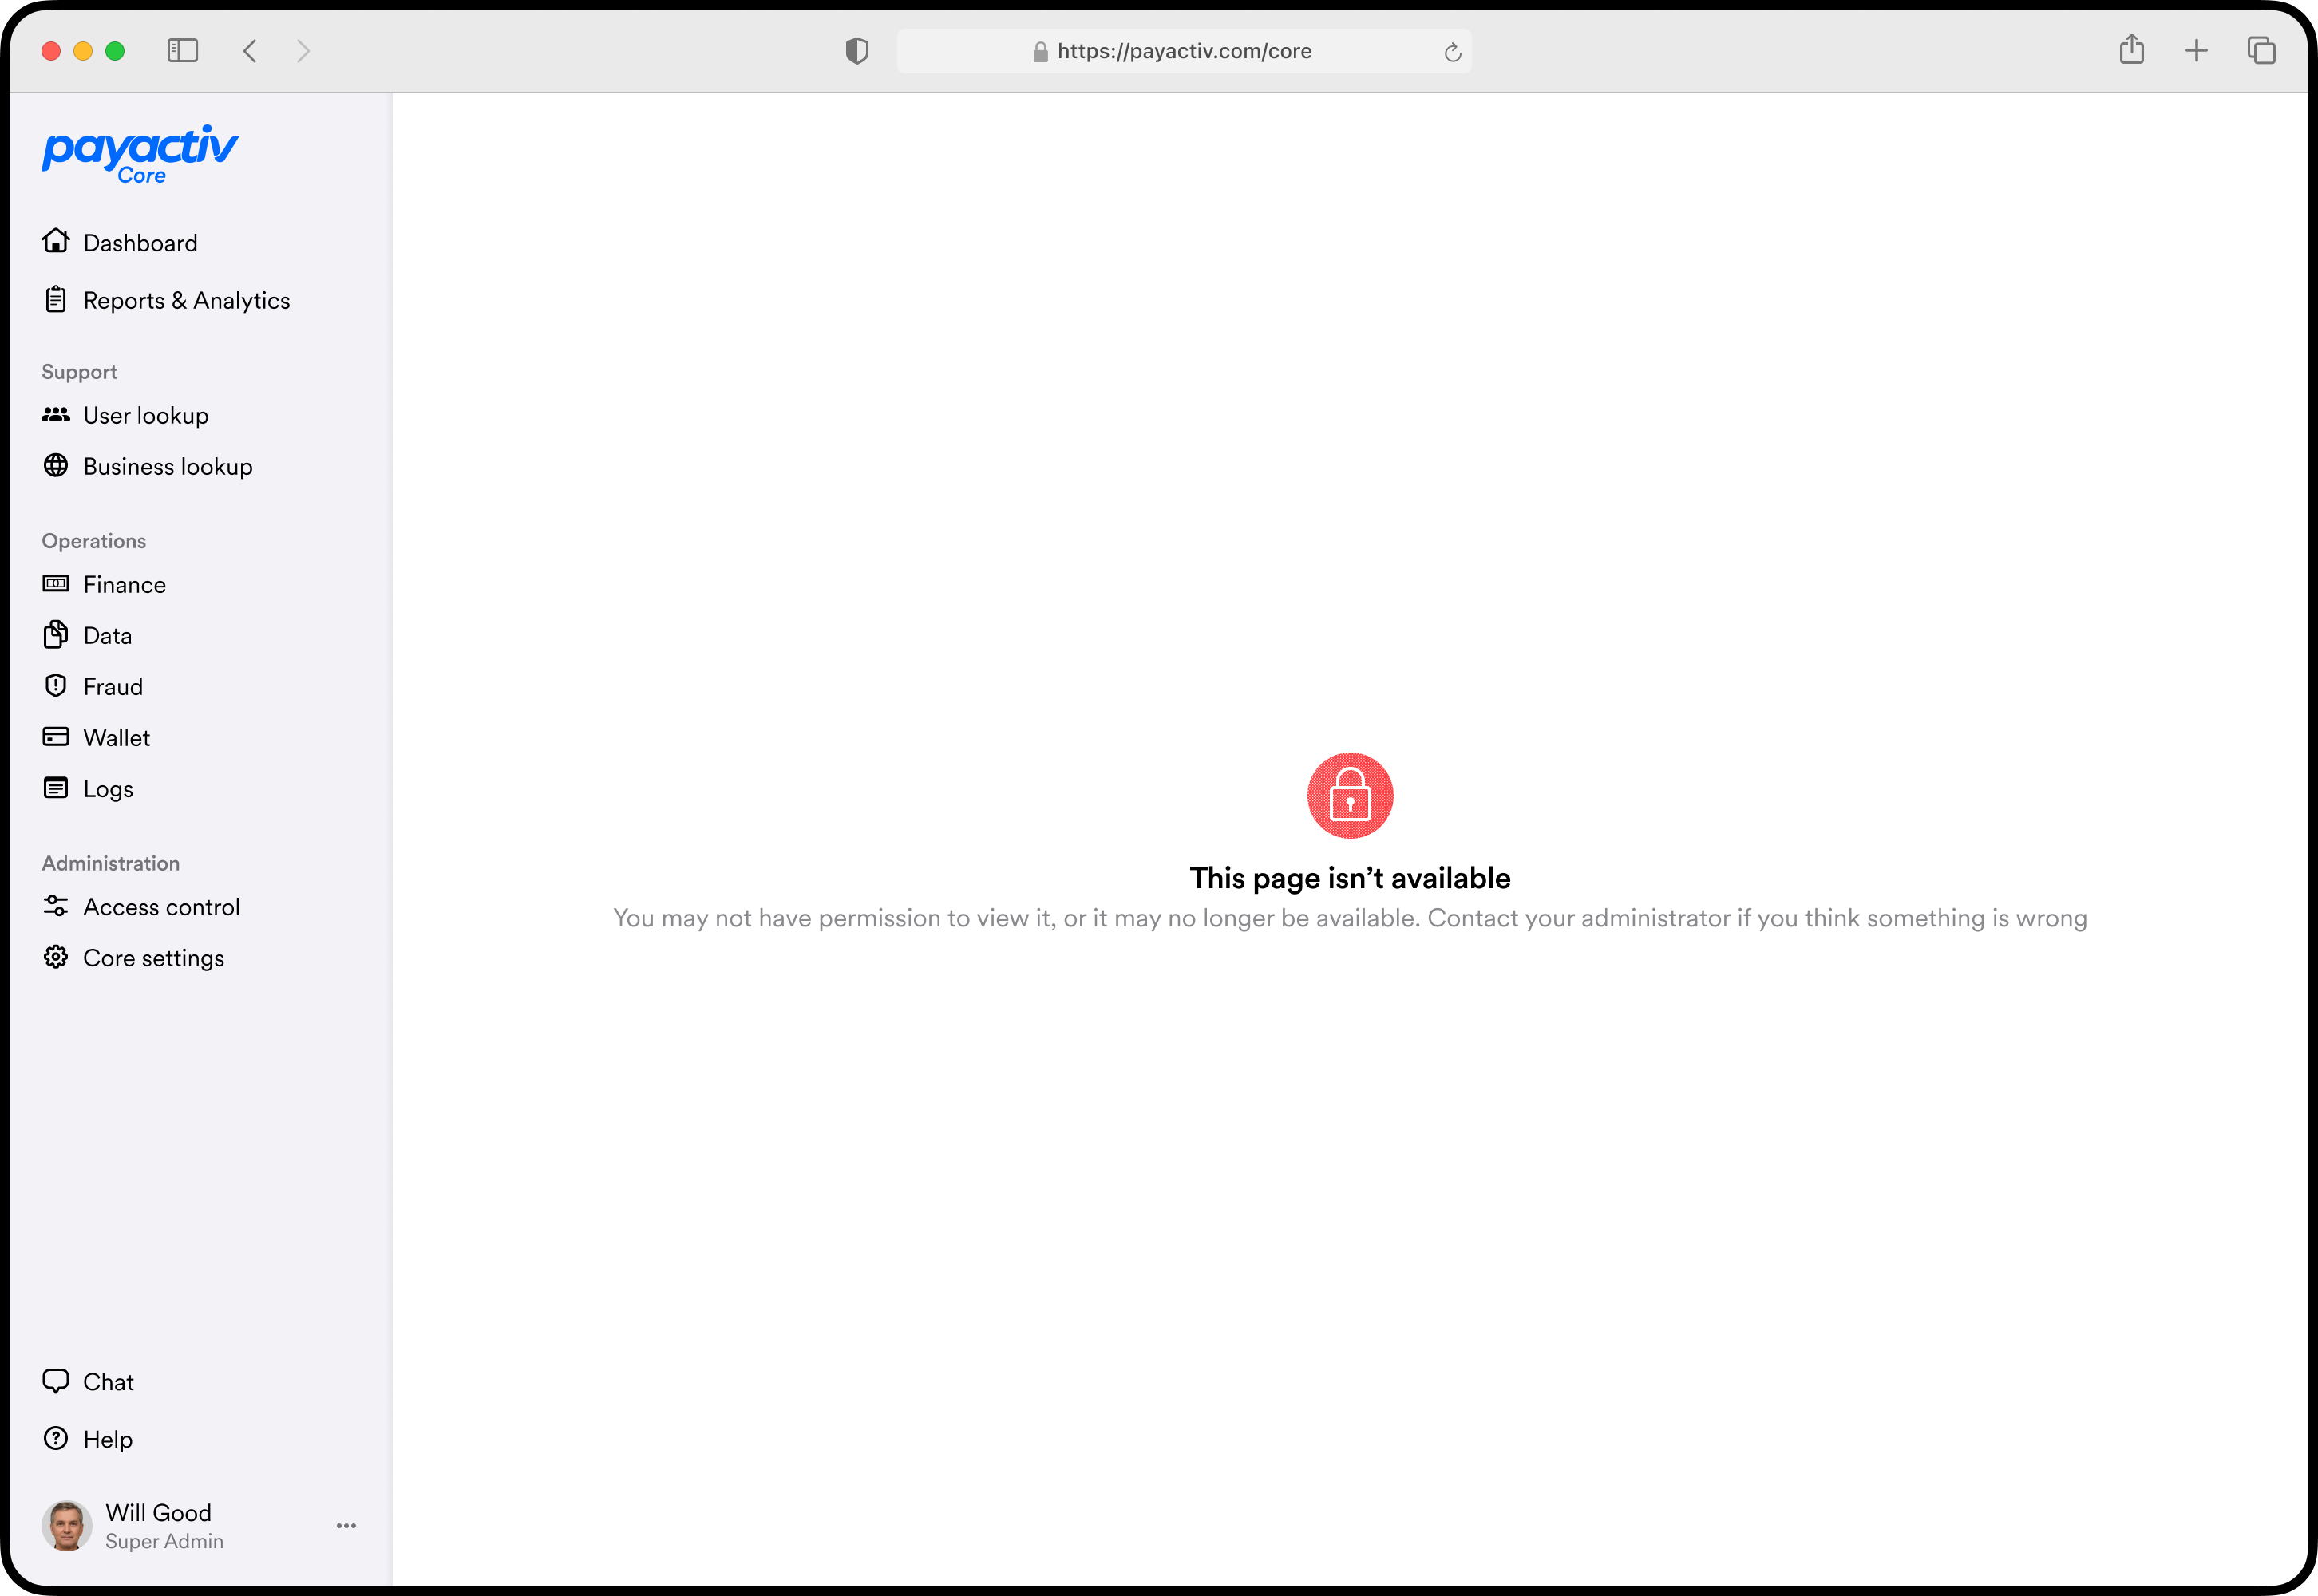 https://payactiv.com/core
payactiv
Core
Dashboard
Reports & Analytics
Support
User lookup
Business lookup
Operations
Finance
Data
Fraud
Wallet
Logs
Administration
Access control
Core settings
This page isn’t available
You may not have permission to view it, or it may no longer be available. Contact your administrator if you think something is wrong
Chat
Help
Will Good
Super Admin